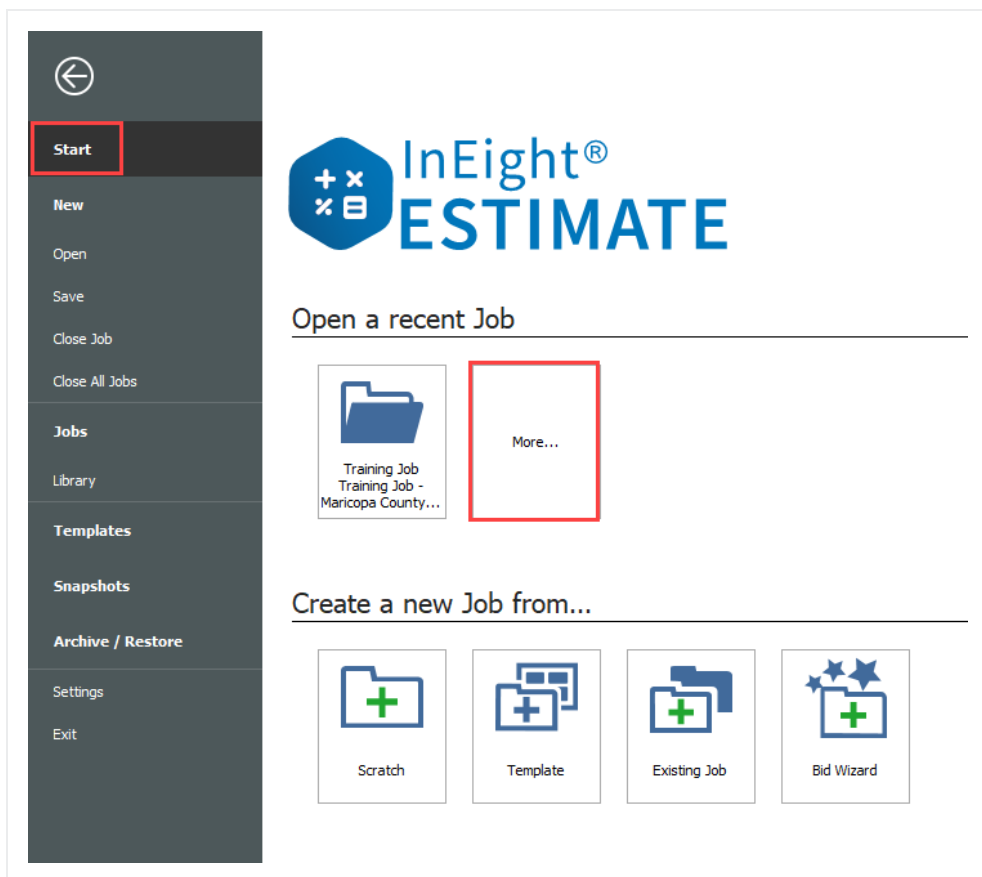 Start
New
Open
Save
Close Job
Close All Jobs
Jobs
Library
Templates
Snapshots
Archive / Restore
Settings
Exit
InEight®
ESTIMATE
Open a recent Job
Training Job
Training Job -
Maricopa County...
More...
Create a new Job from...
Scratch
Template
Existing Job
Bid Wizard